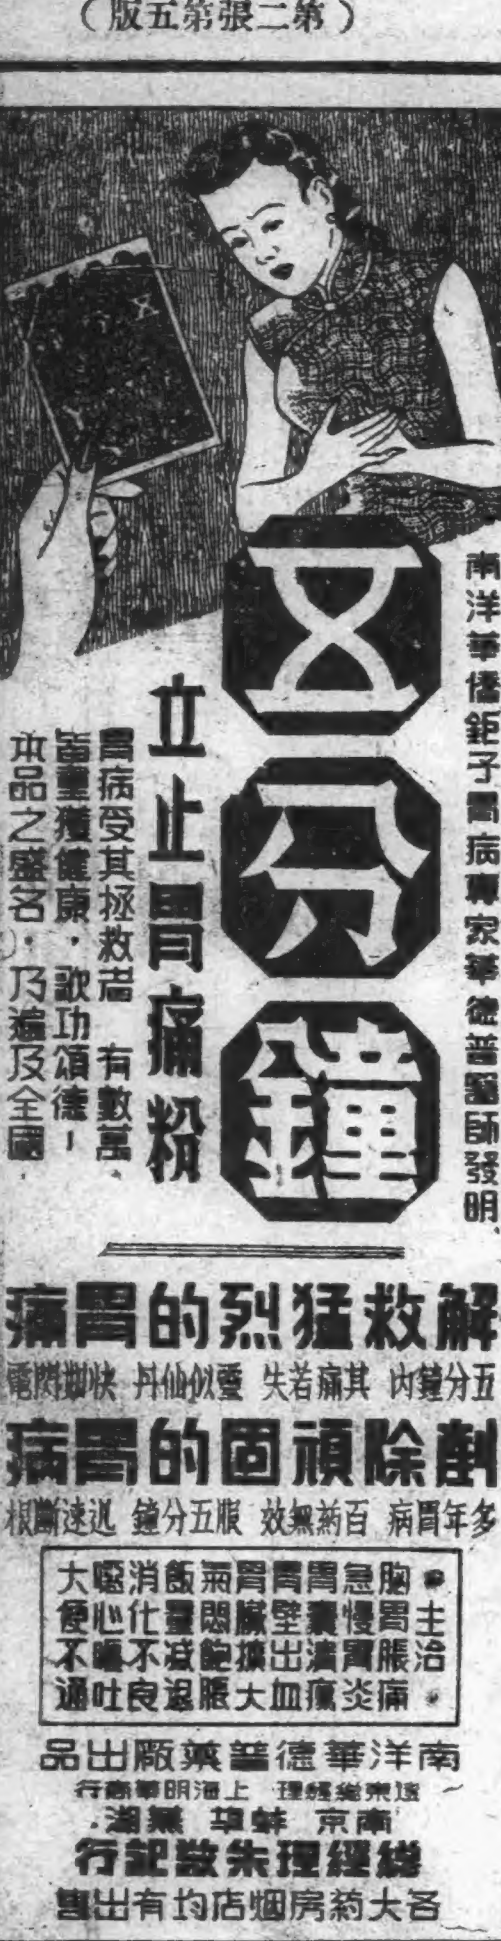 （第二張第五版）
南洋華僑鉅子胃病專家華德普醫師發明、
五分鐘
立止胃痛粉
胃病受其拯救者　有數萬、
皆重獲健康，歌功頌德！
本品之盛名，乃遍及全國、
解救猛烈的胃痛
五分鐘內　其痛若失　靈似仙丹　快擬閃電
剷除頑固的胃病
多年胃病　百藥無效　服五分鐘　迅速斷根
●主治●
胸胃脹痛
急慢胃炎
胃囊潰瘍
胃壁出血
胃臟擴大
氣悶飽脹
飯量減退
消化不良
噁心嘔吐
大便不通
南洋華德普藥廠出品
遠東總經理　上海明華商行
南京　蚌埠　蕪湖、
總經理朱敬記行
各大药房烟店均有出售